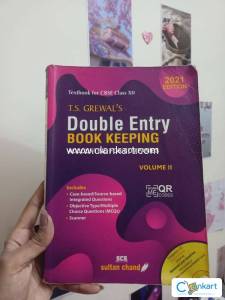 Textbook for CBSE Class XII
2021
EDITION
T.S. GREWAL'S
Double Entry
BOOK KEEPING
www.clankart.com
VOLUME II
Includes
• Case-based/Source-based
Integrated Questions
• Objective Type/Multiple
Choice Questions (MCQs)
• Scanner
QR
SCG
sultan chand
Clankart